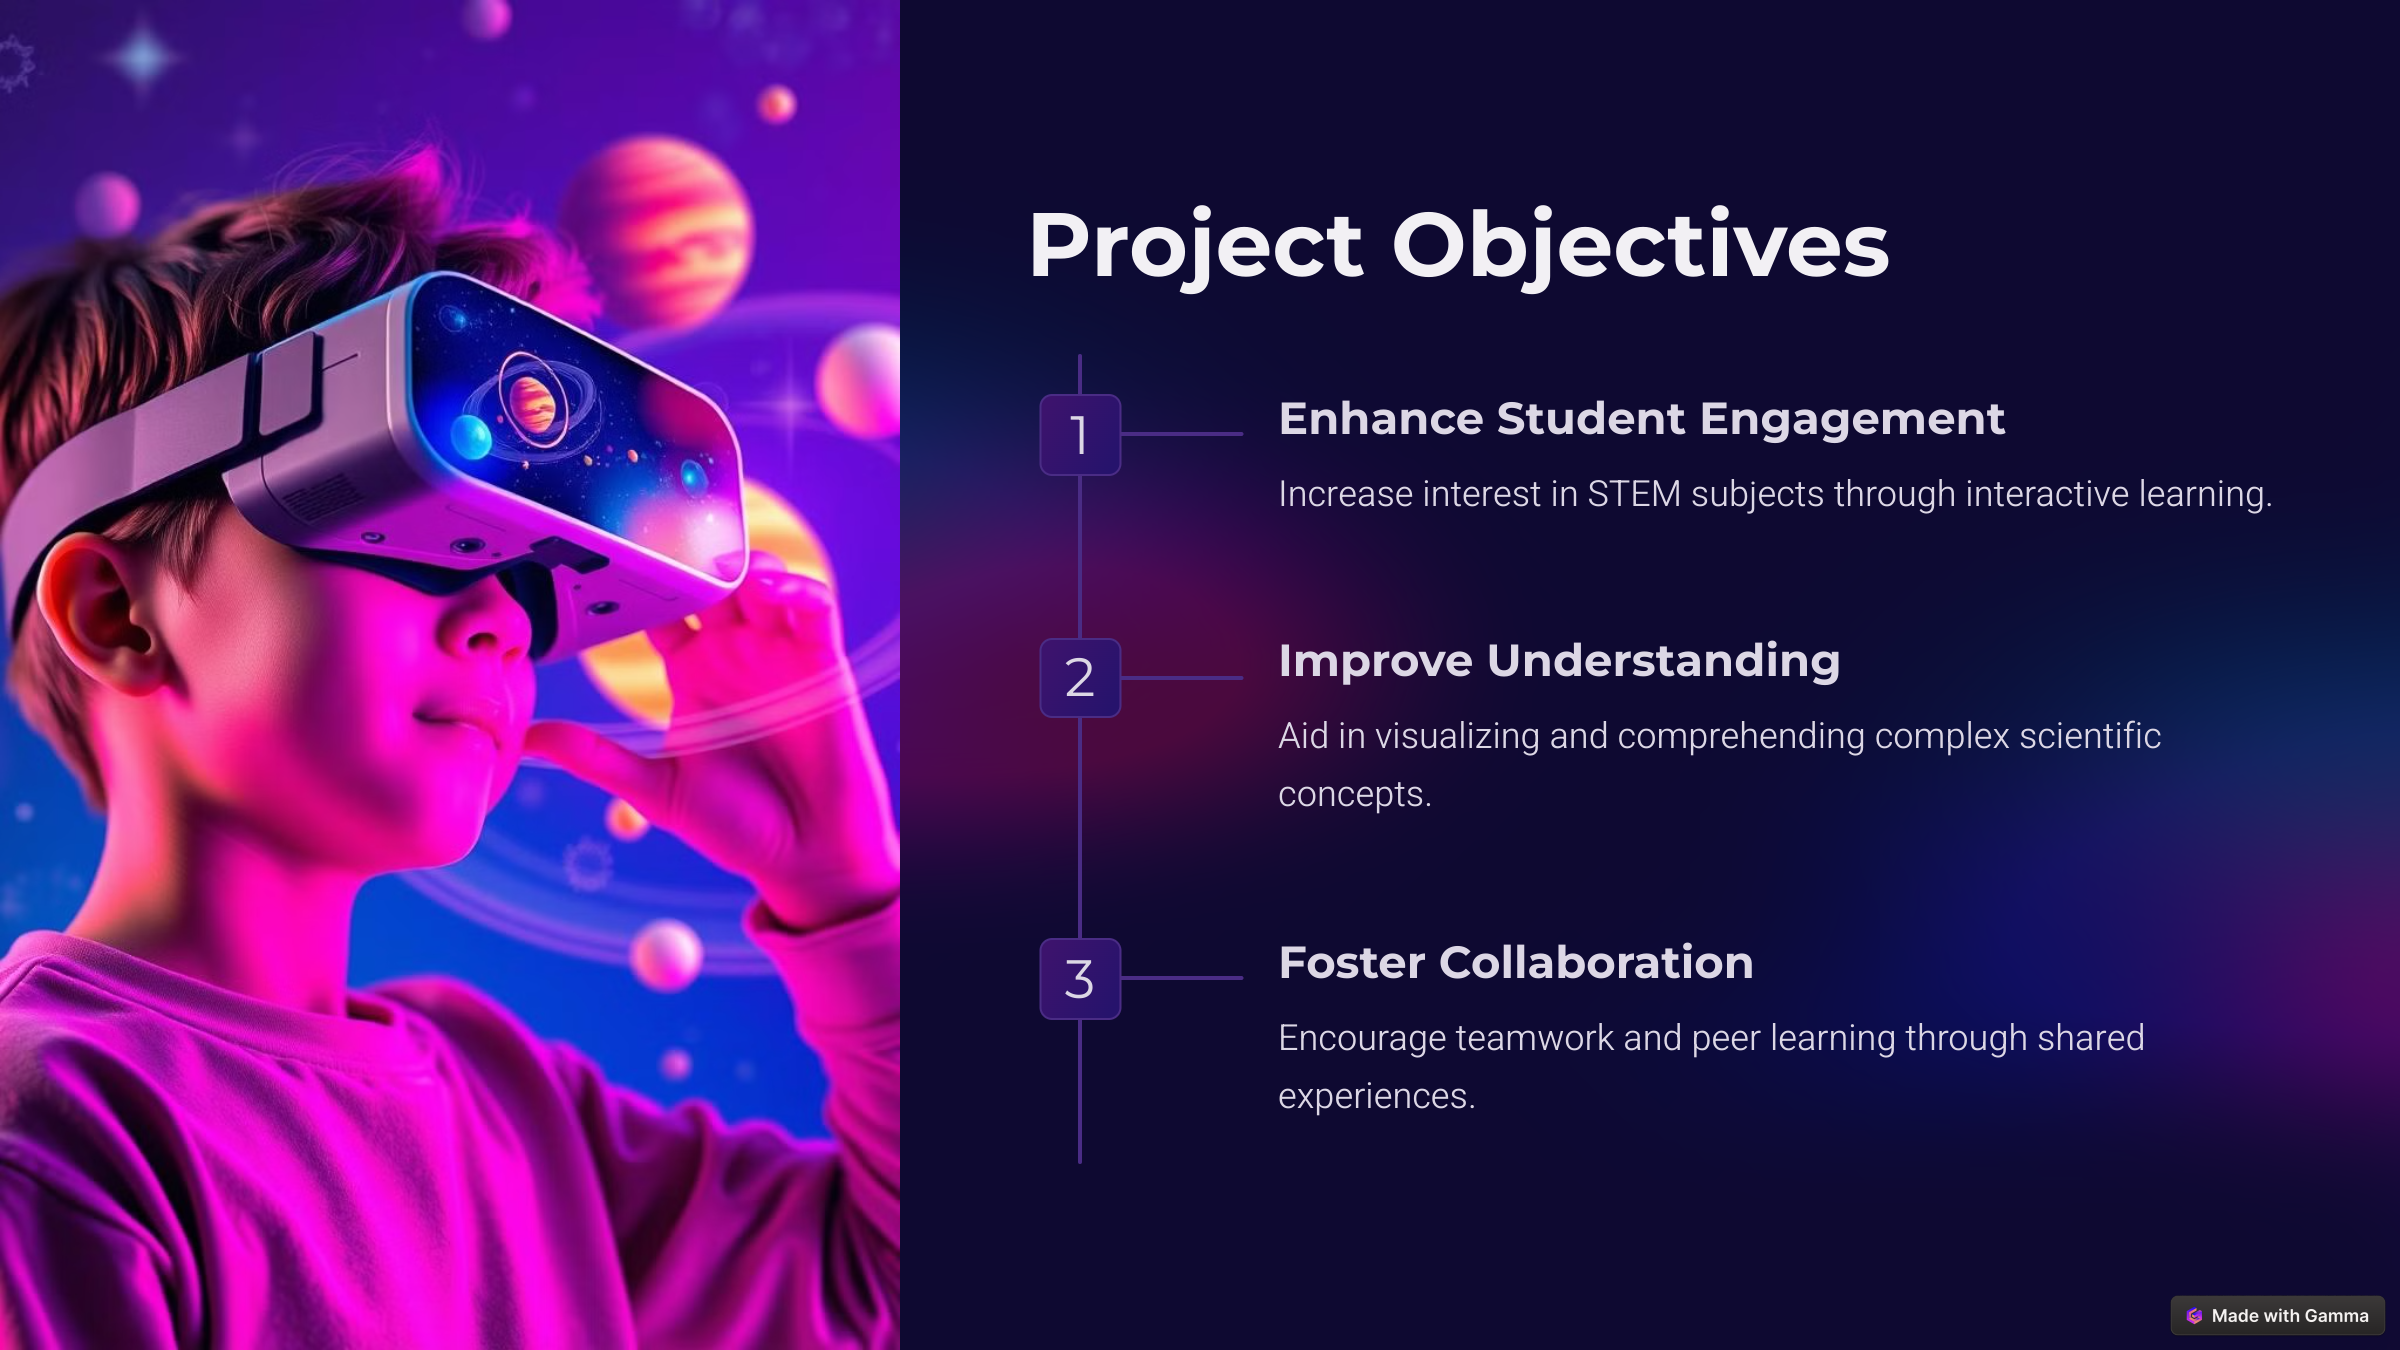 Project Objectives
1
Enhance Student Engagement
Increase interest in STEM subjects through interactive learning.
2
Improve Understanding
Aid in visualizing and comprehending complex scientific
concepts.
3
Foster Collaboration
Encourage teamwork and peer learning through shared
experiences.
Made with Gamma